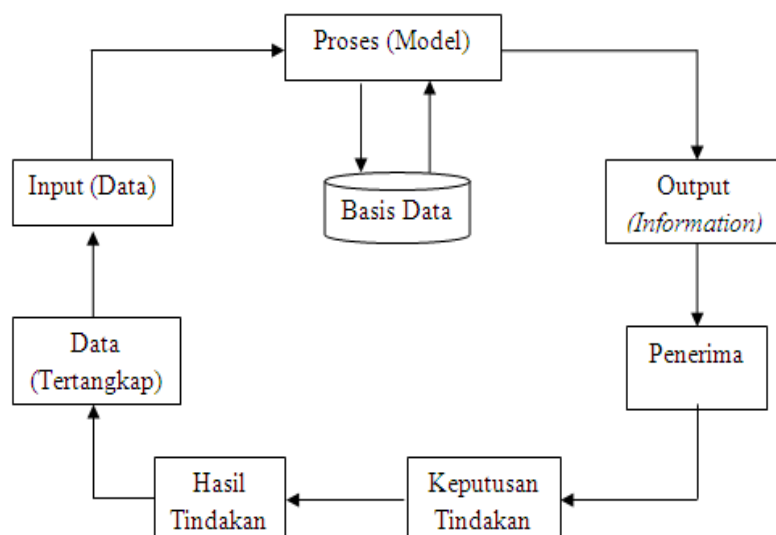 Proses (Model)
Input (Data)
Basis Data
Output
(Information)
Data
(Tertangkap)
Penerima
Hasil
Tindakan
Keputusan
Tindakan